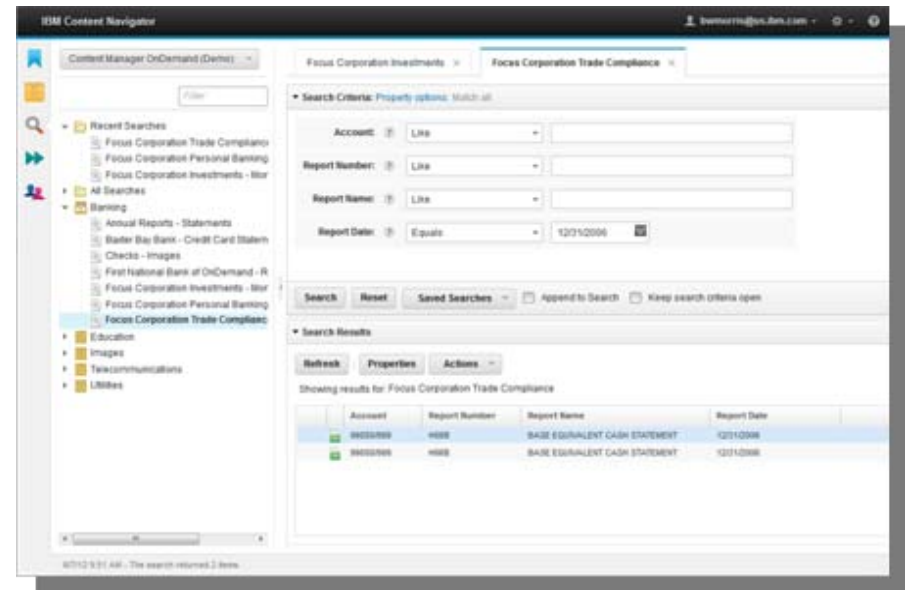 IBM Content Navigator
Content Manager OnDemand (Demo)
Filter
Recent Searches
Focus Corporation Trade Complianc
Focus Corporation Personal Banking
Focus Corporation Investments - Mor
All Searches
Banking
Annual Reports - Statements
Baxter Bay Bank - Credit Card Statem
Checks - Images
First National Bank of OnDemand - R
Focus Corporation Investments - Mor
Focus Corporation Personal Banking
Focus Corporation Trade Complianc
Education
Images
Telecommunications
Utilities
Focus Corporation Investments
Focus Corporation Trade Compliance
Search Criteria: Property options: Match all
Account: Like
Report Number: Like
Report Name: Like
Report Date: Equals 12/31/2006
Search Reset Saved Searches Append to Search Keep search criteria open
Search Results
Refresh Properties Actions
Showing results for: Focus Corporation Trade Compliance
Account Report Number Report Name Report Date
BASE EQUIVALENT CASH STATEMENT 12/31/2006
BASE EQUIVALENT CASH STATEMENT 12/31/2006
9:51 AM - The search returned 2 items.